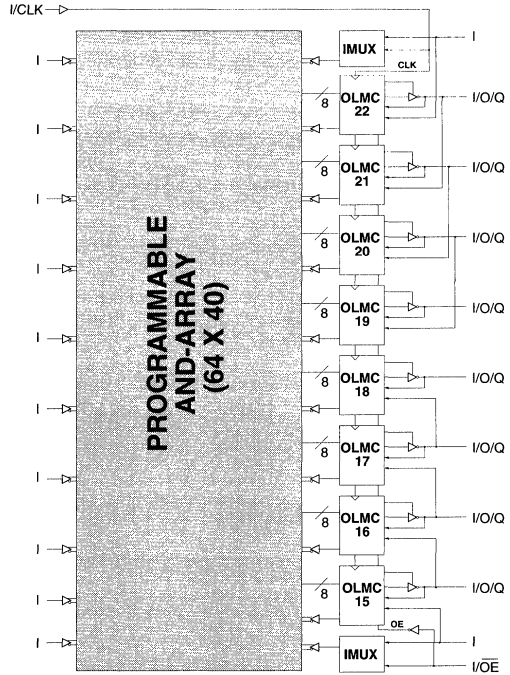 I/CLK
I
IMUX
I
CLK
8
OLMC
22
I/O/Q
I
8
OLMC
21
I/O/Q
I
8
OLMC
20
I/O/Q
I
PROGRAMMABLE
AND-ARRAY
(64 X 40)
8
OLMC
19
I/O/Q
I
8
OLMC
18
I/O/Q
I
8
OLMC
17
I/O/Q
I
8
OLMC
16
I/O/Q
I
8
OLMC
15
I/O/Q
I
OE
I
I
IMUX
I/OE